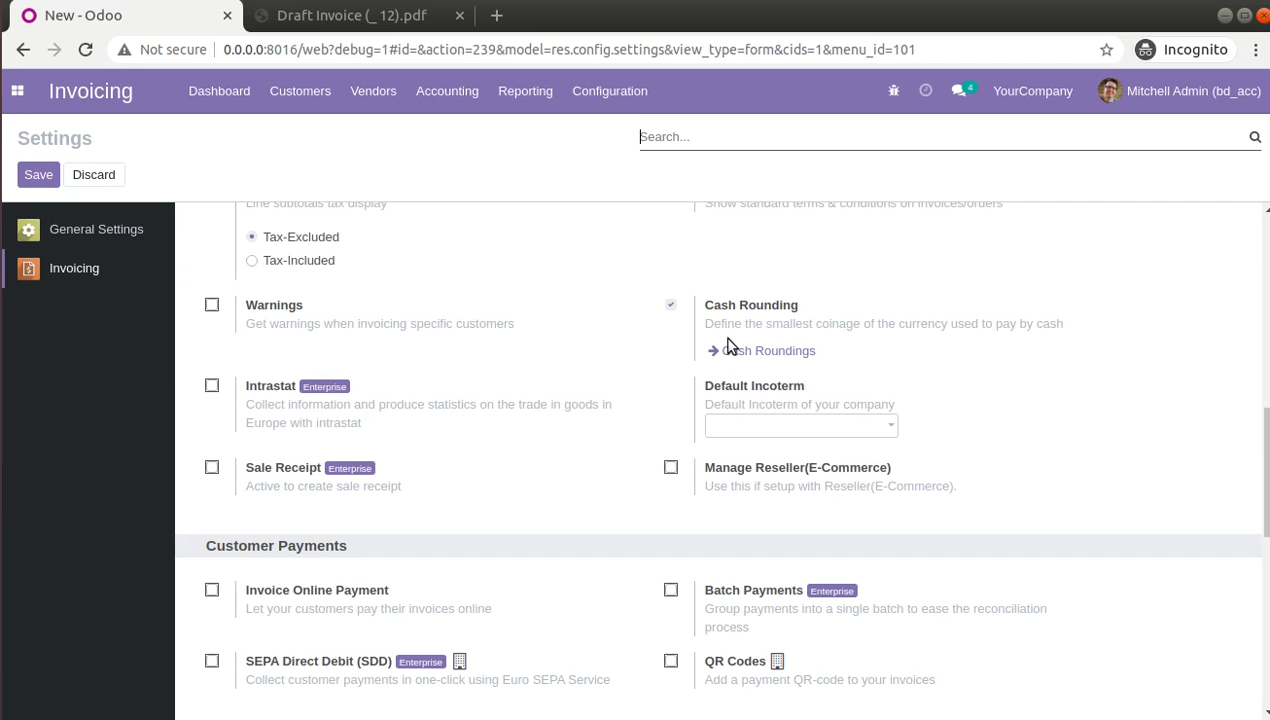 New - Odoo
Draft Invoice (_ 12).pdf
Not secure
0.0.0.0:8016/web?debug=1#id=&action=239&model=res.config.settings&view_type=form&cids=1&menu_id=101
Incognito
Invoicing
Dashboard
Customers
Vendors
Accounting
Reporting
Configuration
4
YourCompany
Mitchell Admin (bd_acc)
Settings
Search...
Save
Discard
General Settings
Invoicing
Line subtotals tax display
Show standard terms & conditions on invoices/orders
Tax-Excluded
Tax-Included
Warnings
Get warnings when invoicing specific customers
Cash Rounding
Define the smallest coinage of the currency used to pay by cash
Cash Roundings
Intrastat Enterprise
Collect information and produce statistics on the trade in goods in
Europe with intrastat
Default Incoterm
Default Incoterm of your company
Sale Receipt Enterprise
Active to create sale receipt
Manage Reseller(E-Commerce)
Use this if setup with Reseller(E-Commerce).
Customer Payments
Invoice Online Payment
Let your customers pay their invoices online
Batch Payments Enterprise
Group payments into a single batch to ease the reconciliation
process
SEPA Direct Debit (SDD) Enterprise
Collect customer payments in one-click using Euro SEPA Service
QR Codes
Add a payment QR-code to your invoices